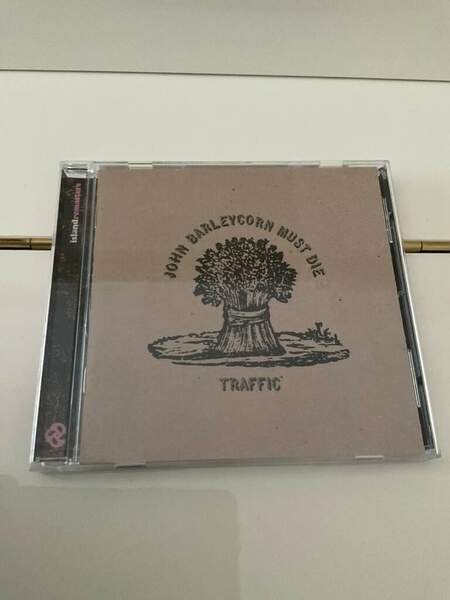 JOHN BARLEYCORN MUST DIE
TRAFFIC
islandremasters